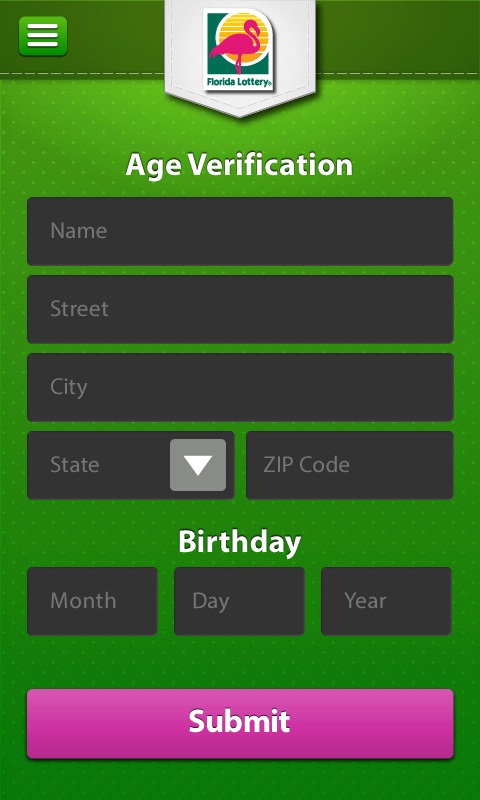 Florida Lottery®
Age Verification
Name
Street
City
State
ZIP Code
Birthday
Month
Day
Year
Submit